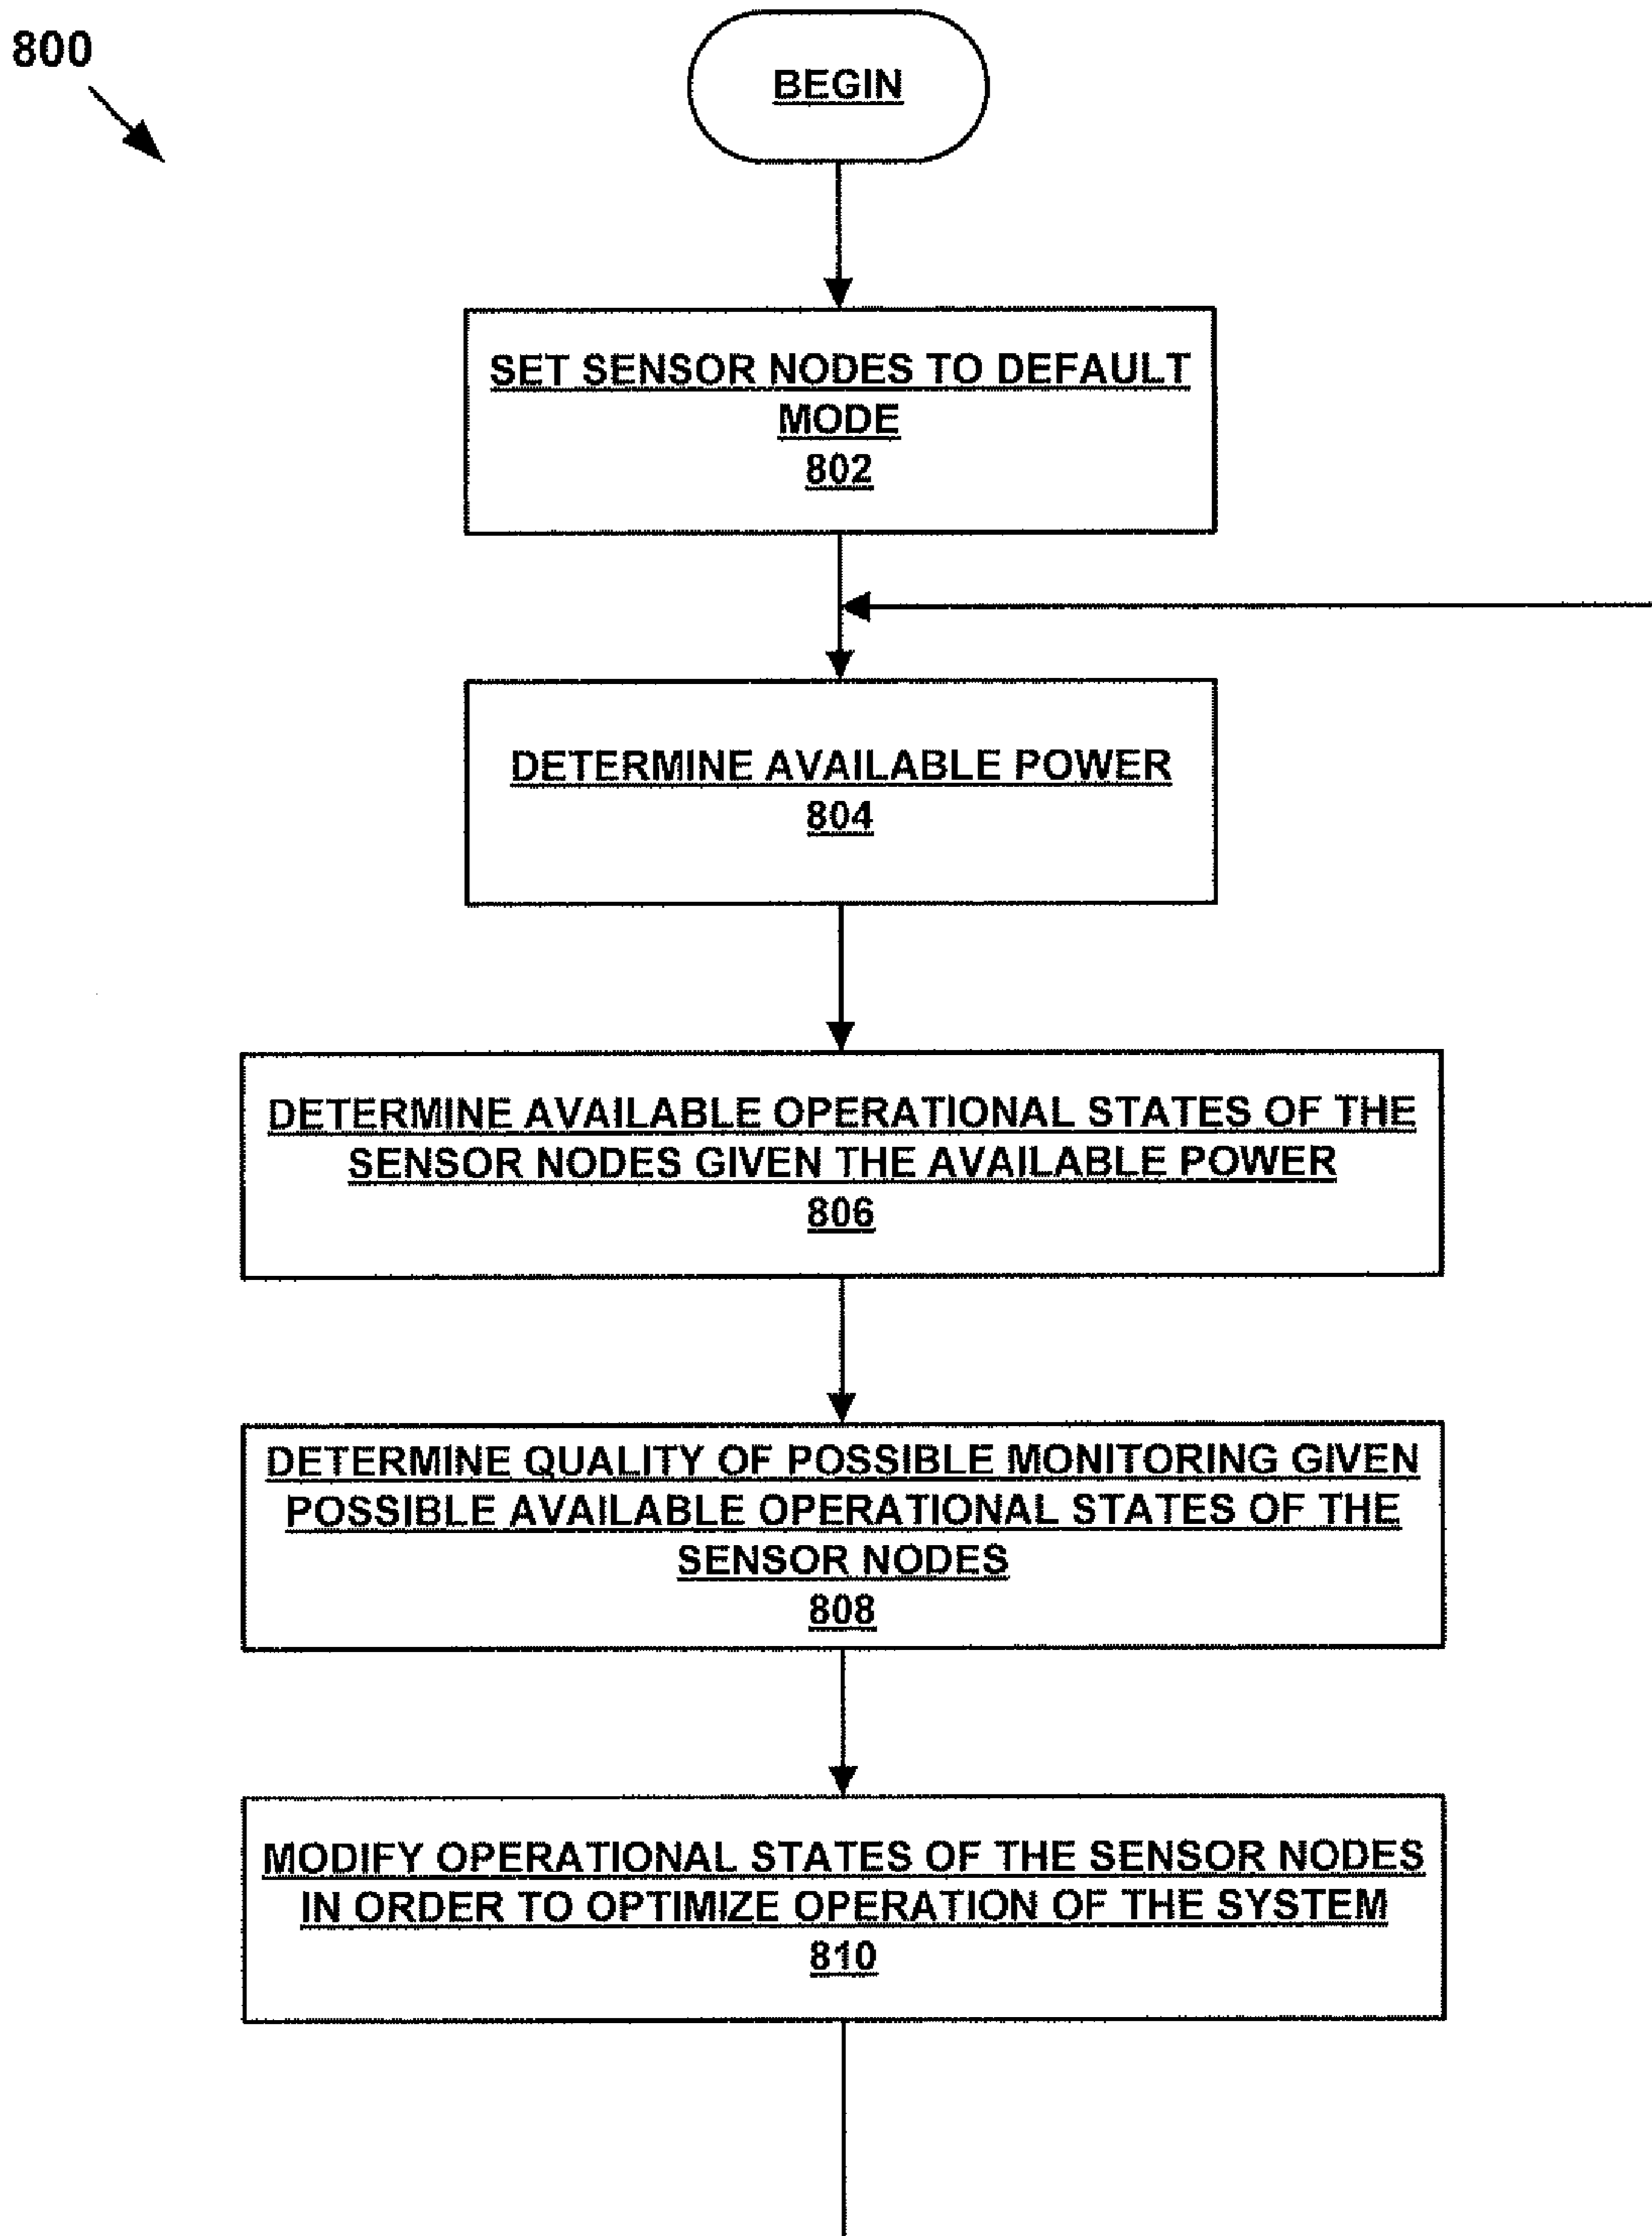 800
BEGIN
SET SENSOR NODES TO DEFAULT
MODE
802
DETERMINE AVAILABLE POWER
804
DETERMINE AVAILABLE OPERATIONAL STATES OF THE
SENSOR NODES GIVEN THE AVAILABLE POWER
806
DETERMINE QUALITY OF POSSIBLE MONITORING GIVEN
POSSIBLE AVAILABLE OPERATIONAL STATES OF THE
SENSOR NODES
808
MODIFY OPERATIONAL STATES OF THE SENSOR NODES
IN ORDER TO OPTIMIZE OPERATION OF THE SYSTEM
810